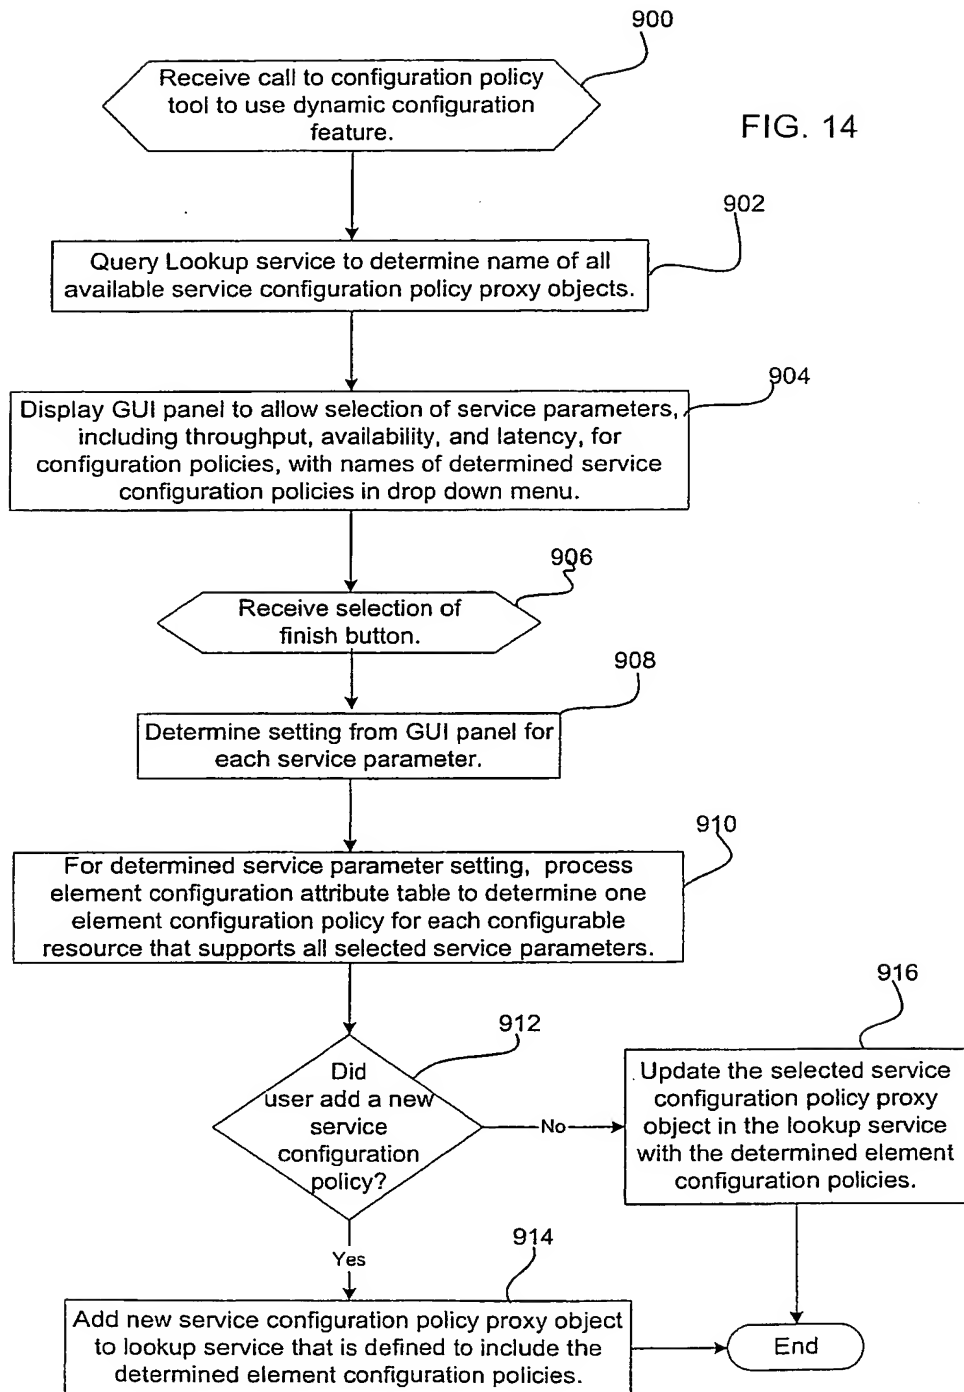 900
Receive call to configuration policy
tool to use dynamic configuration
feature.
FIG. 14
902
Query Lookup service to determine name of all
available service configuration policy proxy objects.
904
Display GUI panel to allow selection of service parameters,
including throughput, availability, and latency, for
configuration policies, with names of determined service
configuration policies in drop down menu.
906
Receive selection of
finish button.
908
Determine setting from GUI panel for
each service parameter.
910
For determined service parameter setting, process
element configuration attribute table to determine one
element configuration policy for each configurable
resource that supports all selected service parameters.
912
Did
user add a new
service
configuration
policy?
No
916
Update the selected service
configuration policy proxy
object in the lookup service
with the determined element
configuration policies.
Yes
914
Add new service configuration policy proxy object
to lookup service that is defined to include the
determined element configuration policies.
End